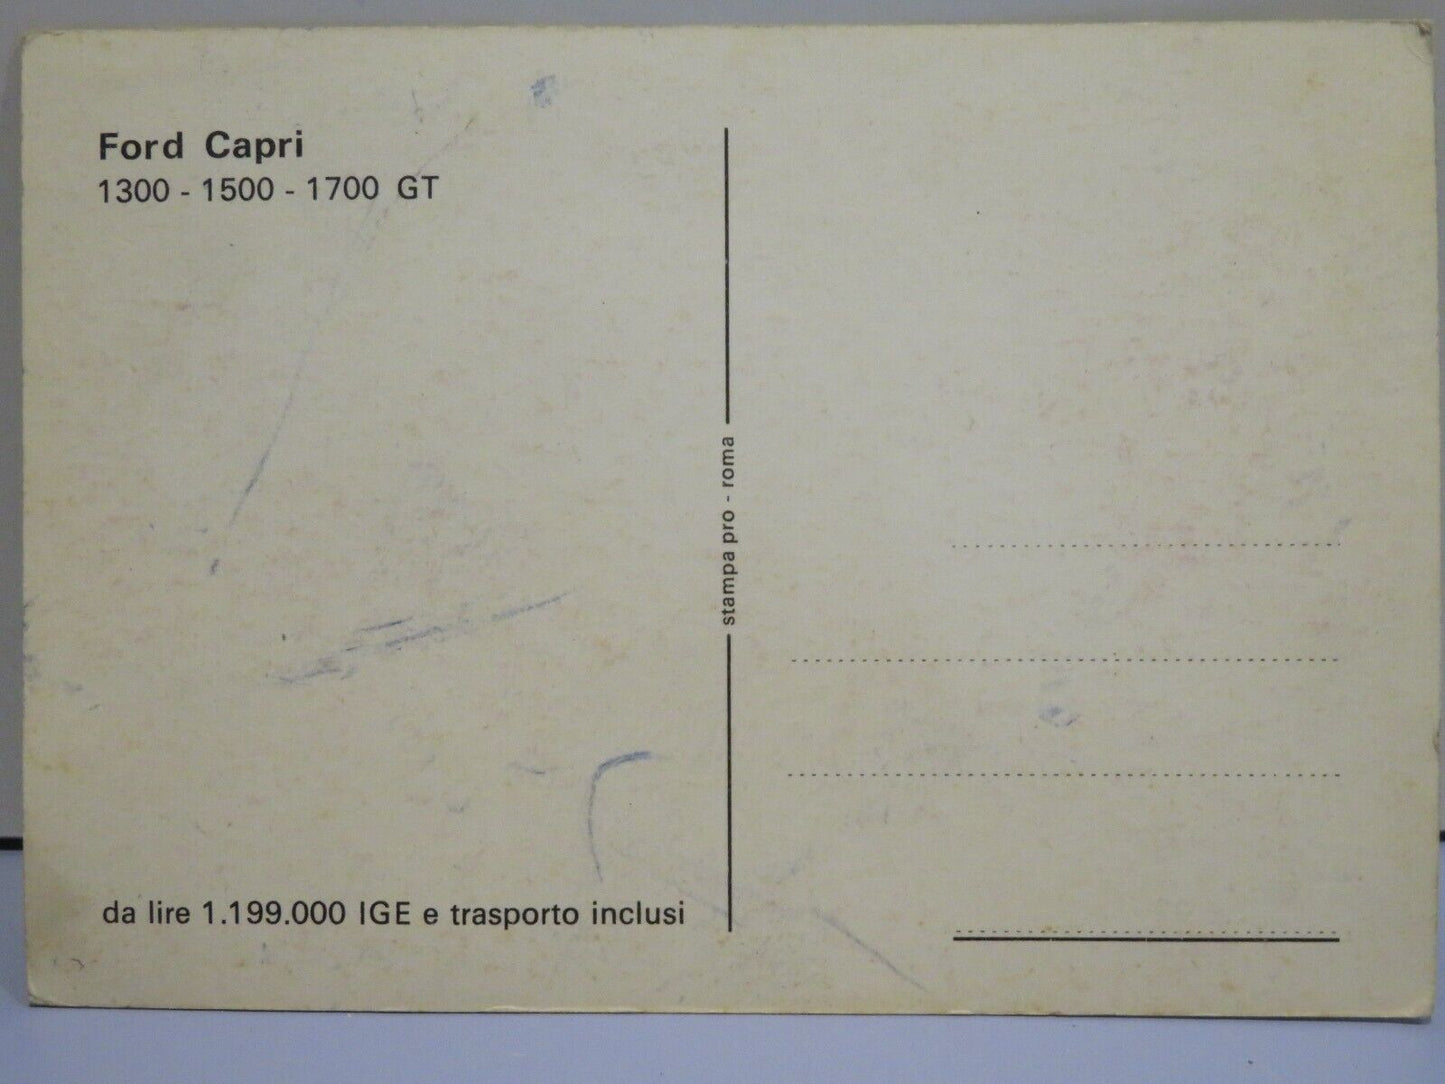 Ford Capri
1300 - 1500 - 1700 GT
da lire 1.199.000 IGE e trasporto inclusi
stampa pro - roma